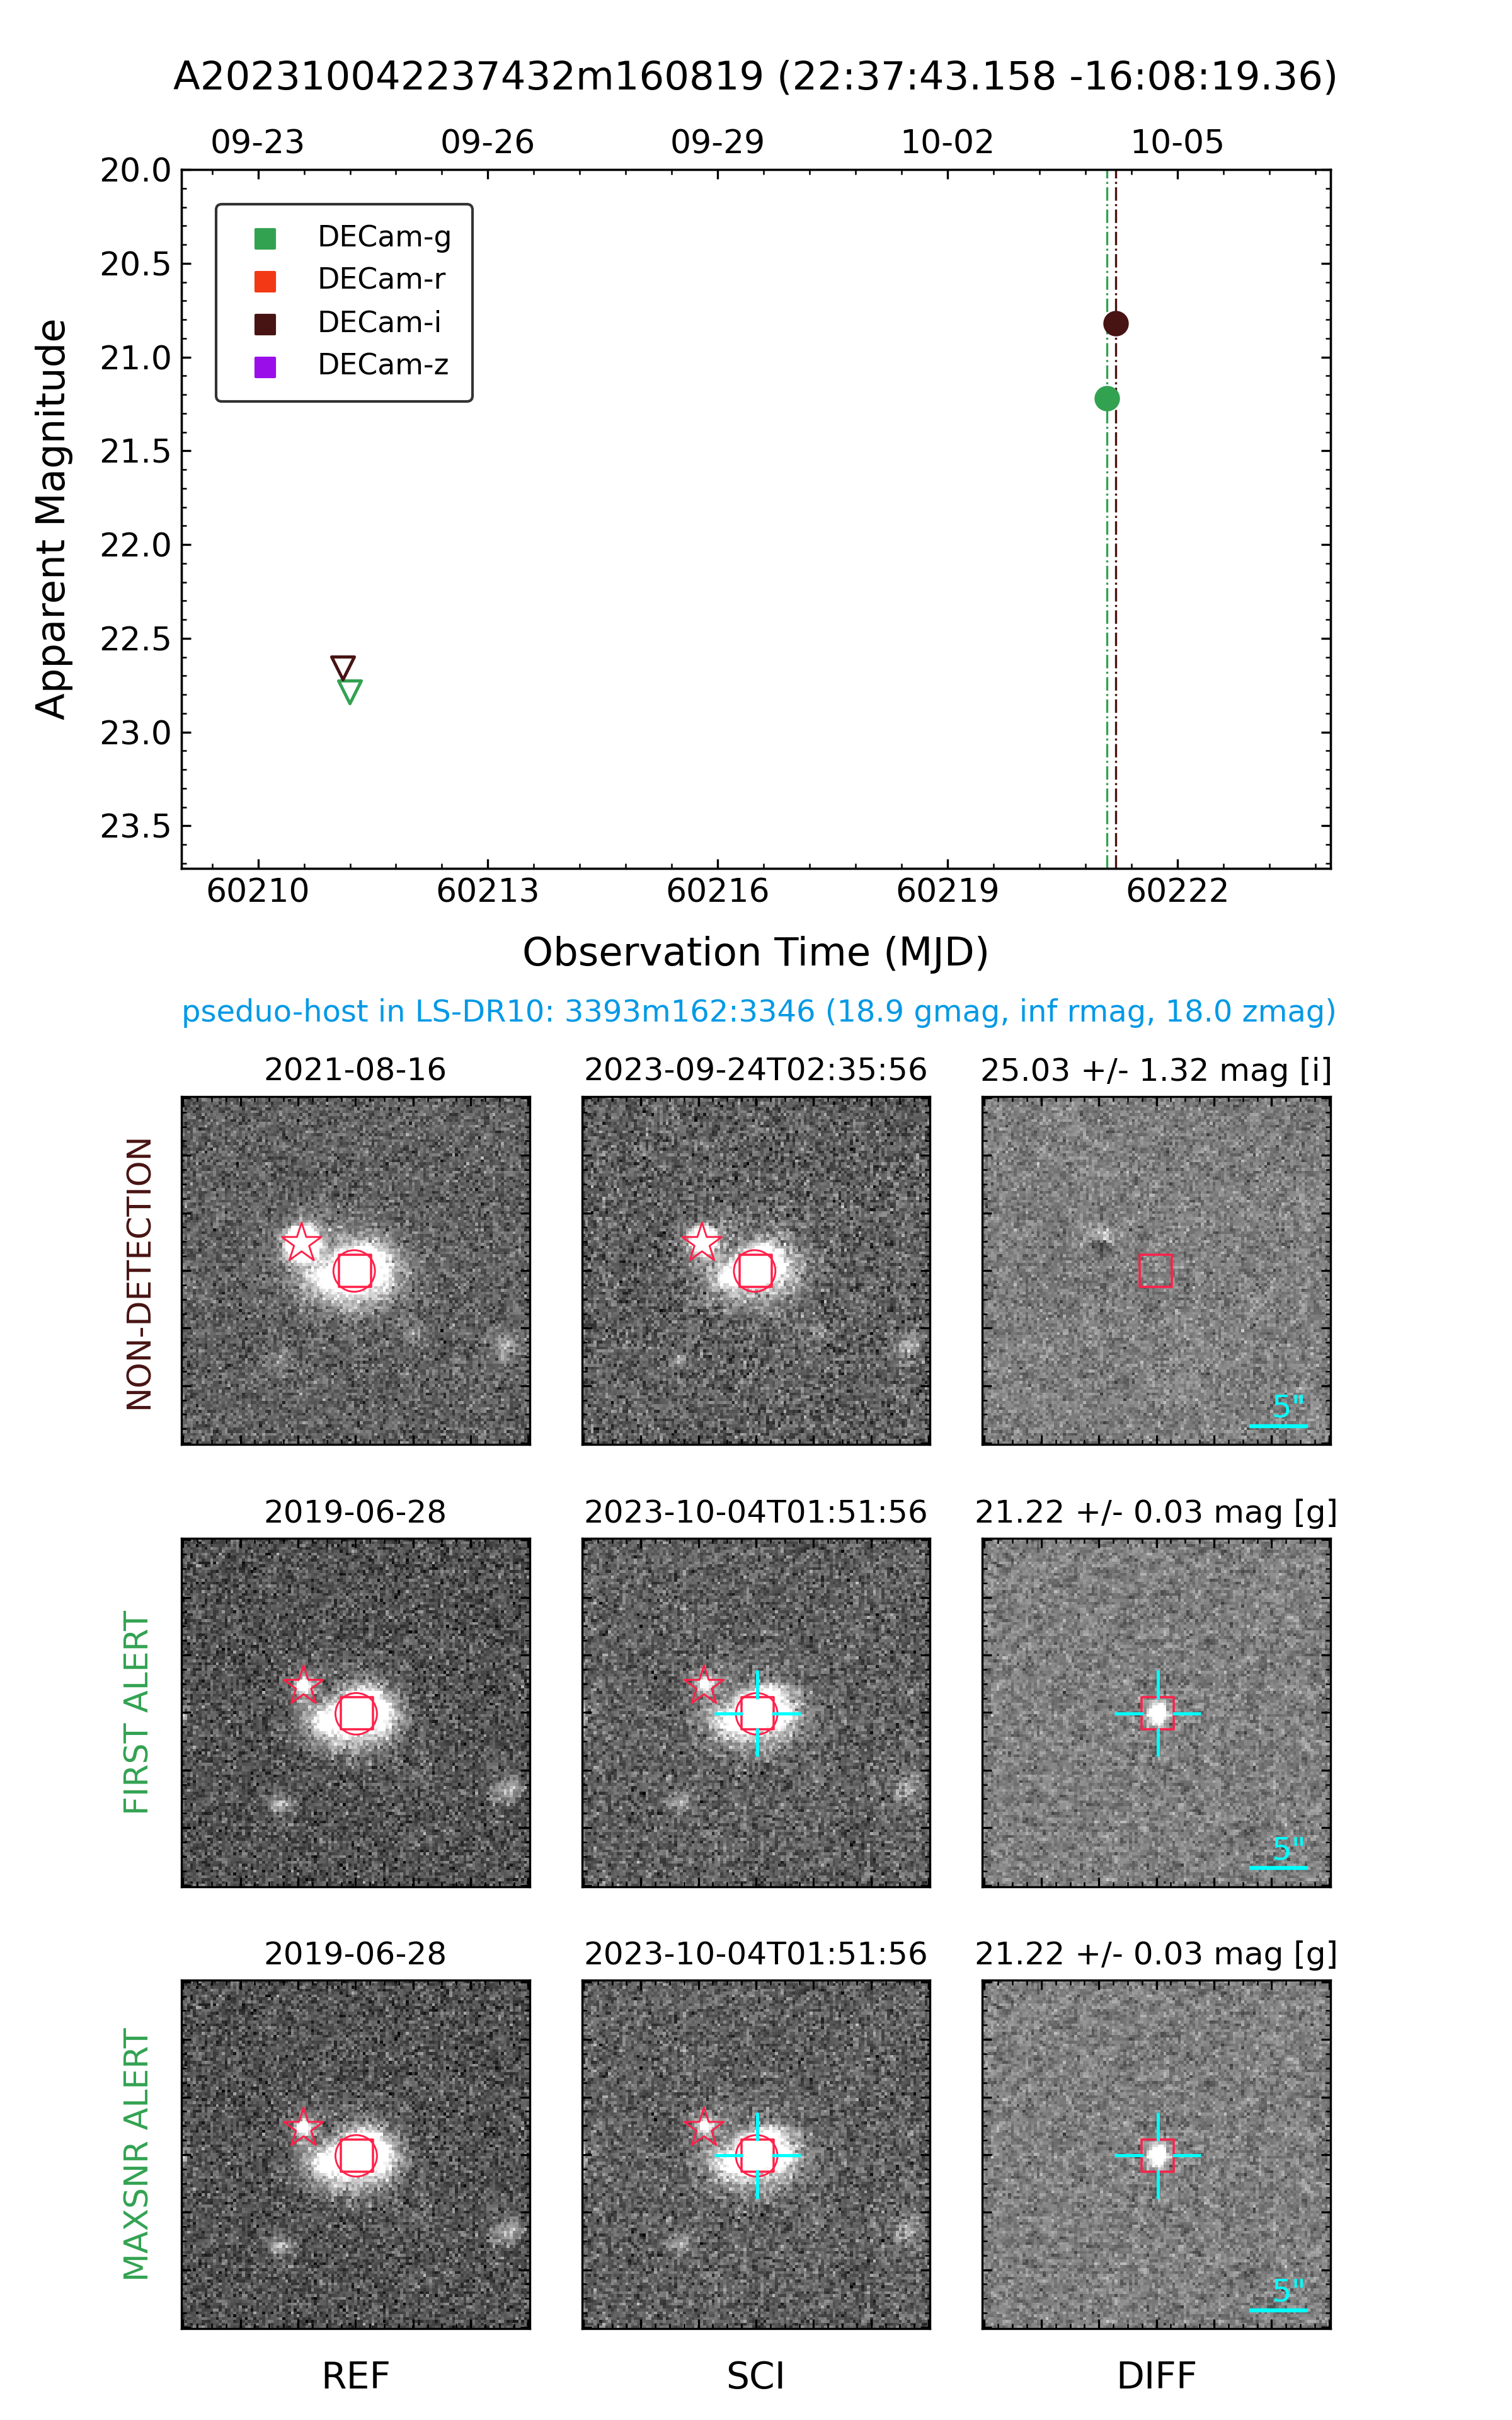 A202310042237432m160819 (22:37:43.158 -16:08:19.36)
09-23 09-26 09-29 10-02 10-05
20.0
20.5
21.0
21.5
22.0
22.5
23.0
23.5
Apparent Magnitude
DECam-g
DECam-r
DECam-i
DECam-z
60210 60213 60216 60219 60222
Observation Time (MJD)
pseduo-host in LS-DR10: 3393m162:3346 (18.9 gmag, inf rmag, 18.0 zmag)
2021-08-16 2023-09-24T02:35:56 25.03 +/- 1.32 mag [i]
NON-DETECTION
5"
2019-06-28 2023-10-04T01:51:56 21.22 +/- 0.03 mag [g]
FIRST ALERT
5"
2019-06-28 2023-10-04T01:51:56 21.22 +/- 0.03 mag [g]
MAXSNR ALERT
5"
REF SCI DIFF